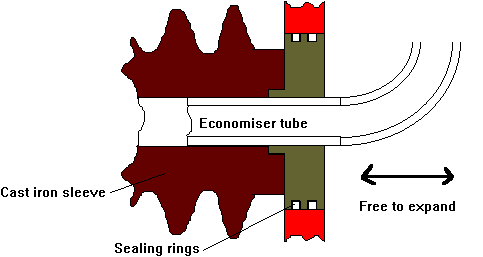 Economiser tube
Cast iron sleeve
Free to expand
Sealing rings